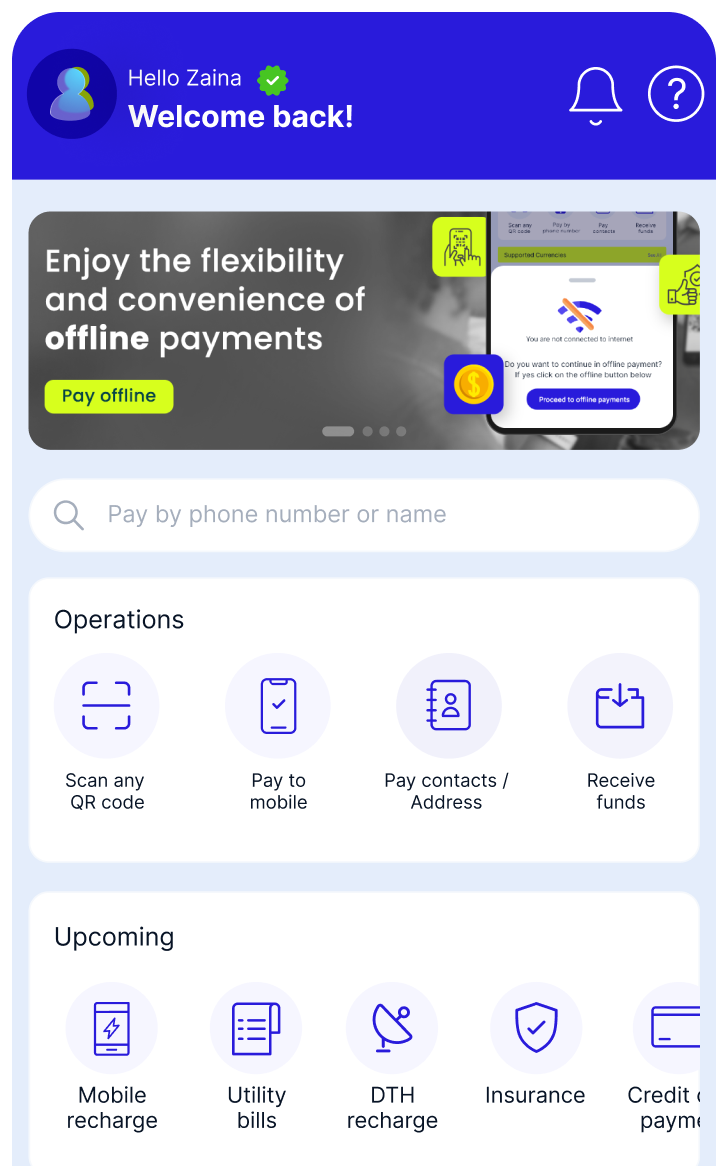 Hello Zaina
Welcome back!
Enjoy the flexibility
and convenience of
offline payments
Pay offline
Scan any
QR code
Pay by
phone number
Pay
contacts
Receive
funds
Supported Currencies
See All
You are not connected to internet
Do you want to continue in offline payment?
If yes click on the offline button below
Proceed to offline payments
Pay by phone number or name
Operations
Scan any
QR code
Pay to
mobile
Pay contacts /
Address
Receive
funds
Upcoming
Mobile
recharge
Utility
bills
DTH
recharge
Insurance
Credit